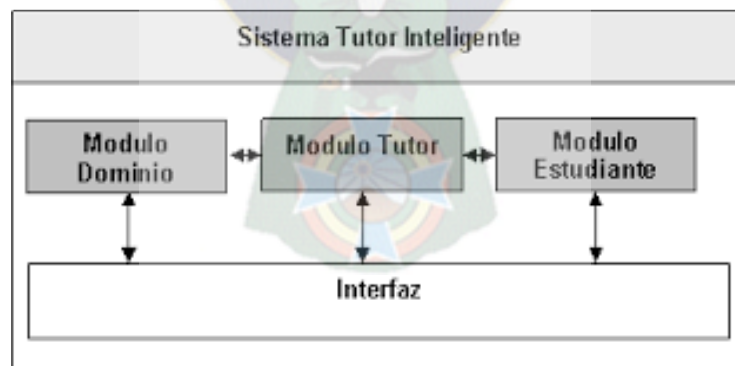 Sistema Tutor Inteligente
Modulo
Dominio
Modulo Tutor
Modulo
Estudiante
Interfaz